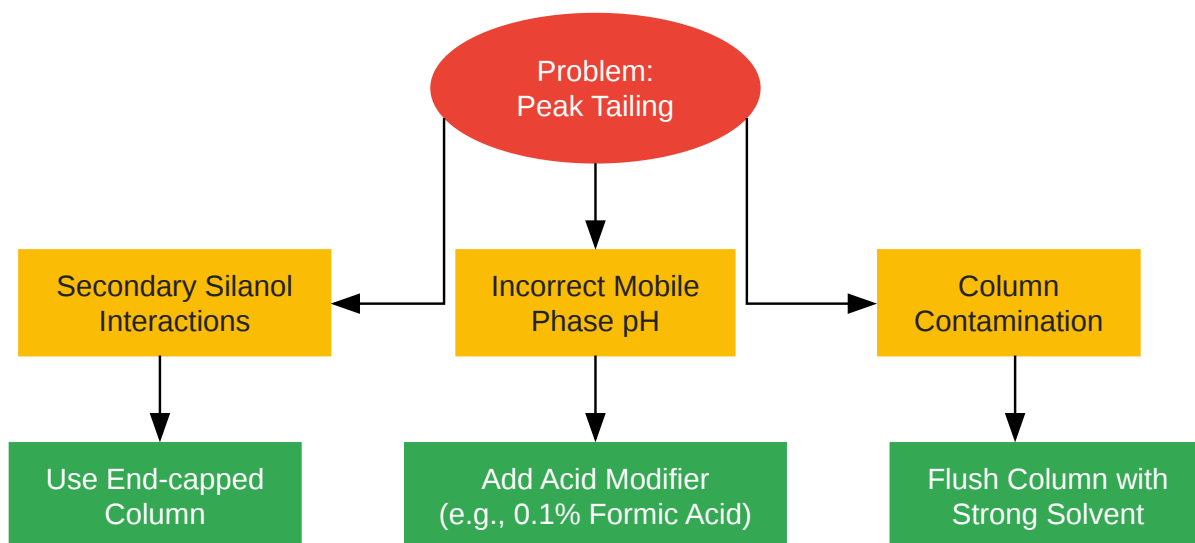 Problem:
Peak Tailing
Secondary Silanol
Interactions
Incorrect Mobile
Phase pH
Column
Contamination
Use End-capped
Column
Add Acid Modifier
(e.g., 0.1% Formic Acid)
Flush Column with
Strong Solvent